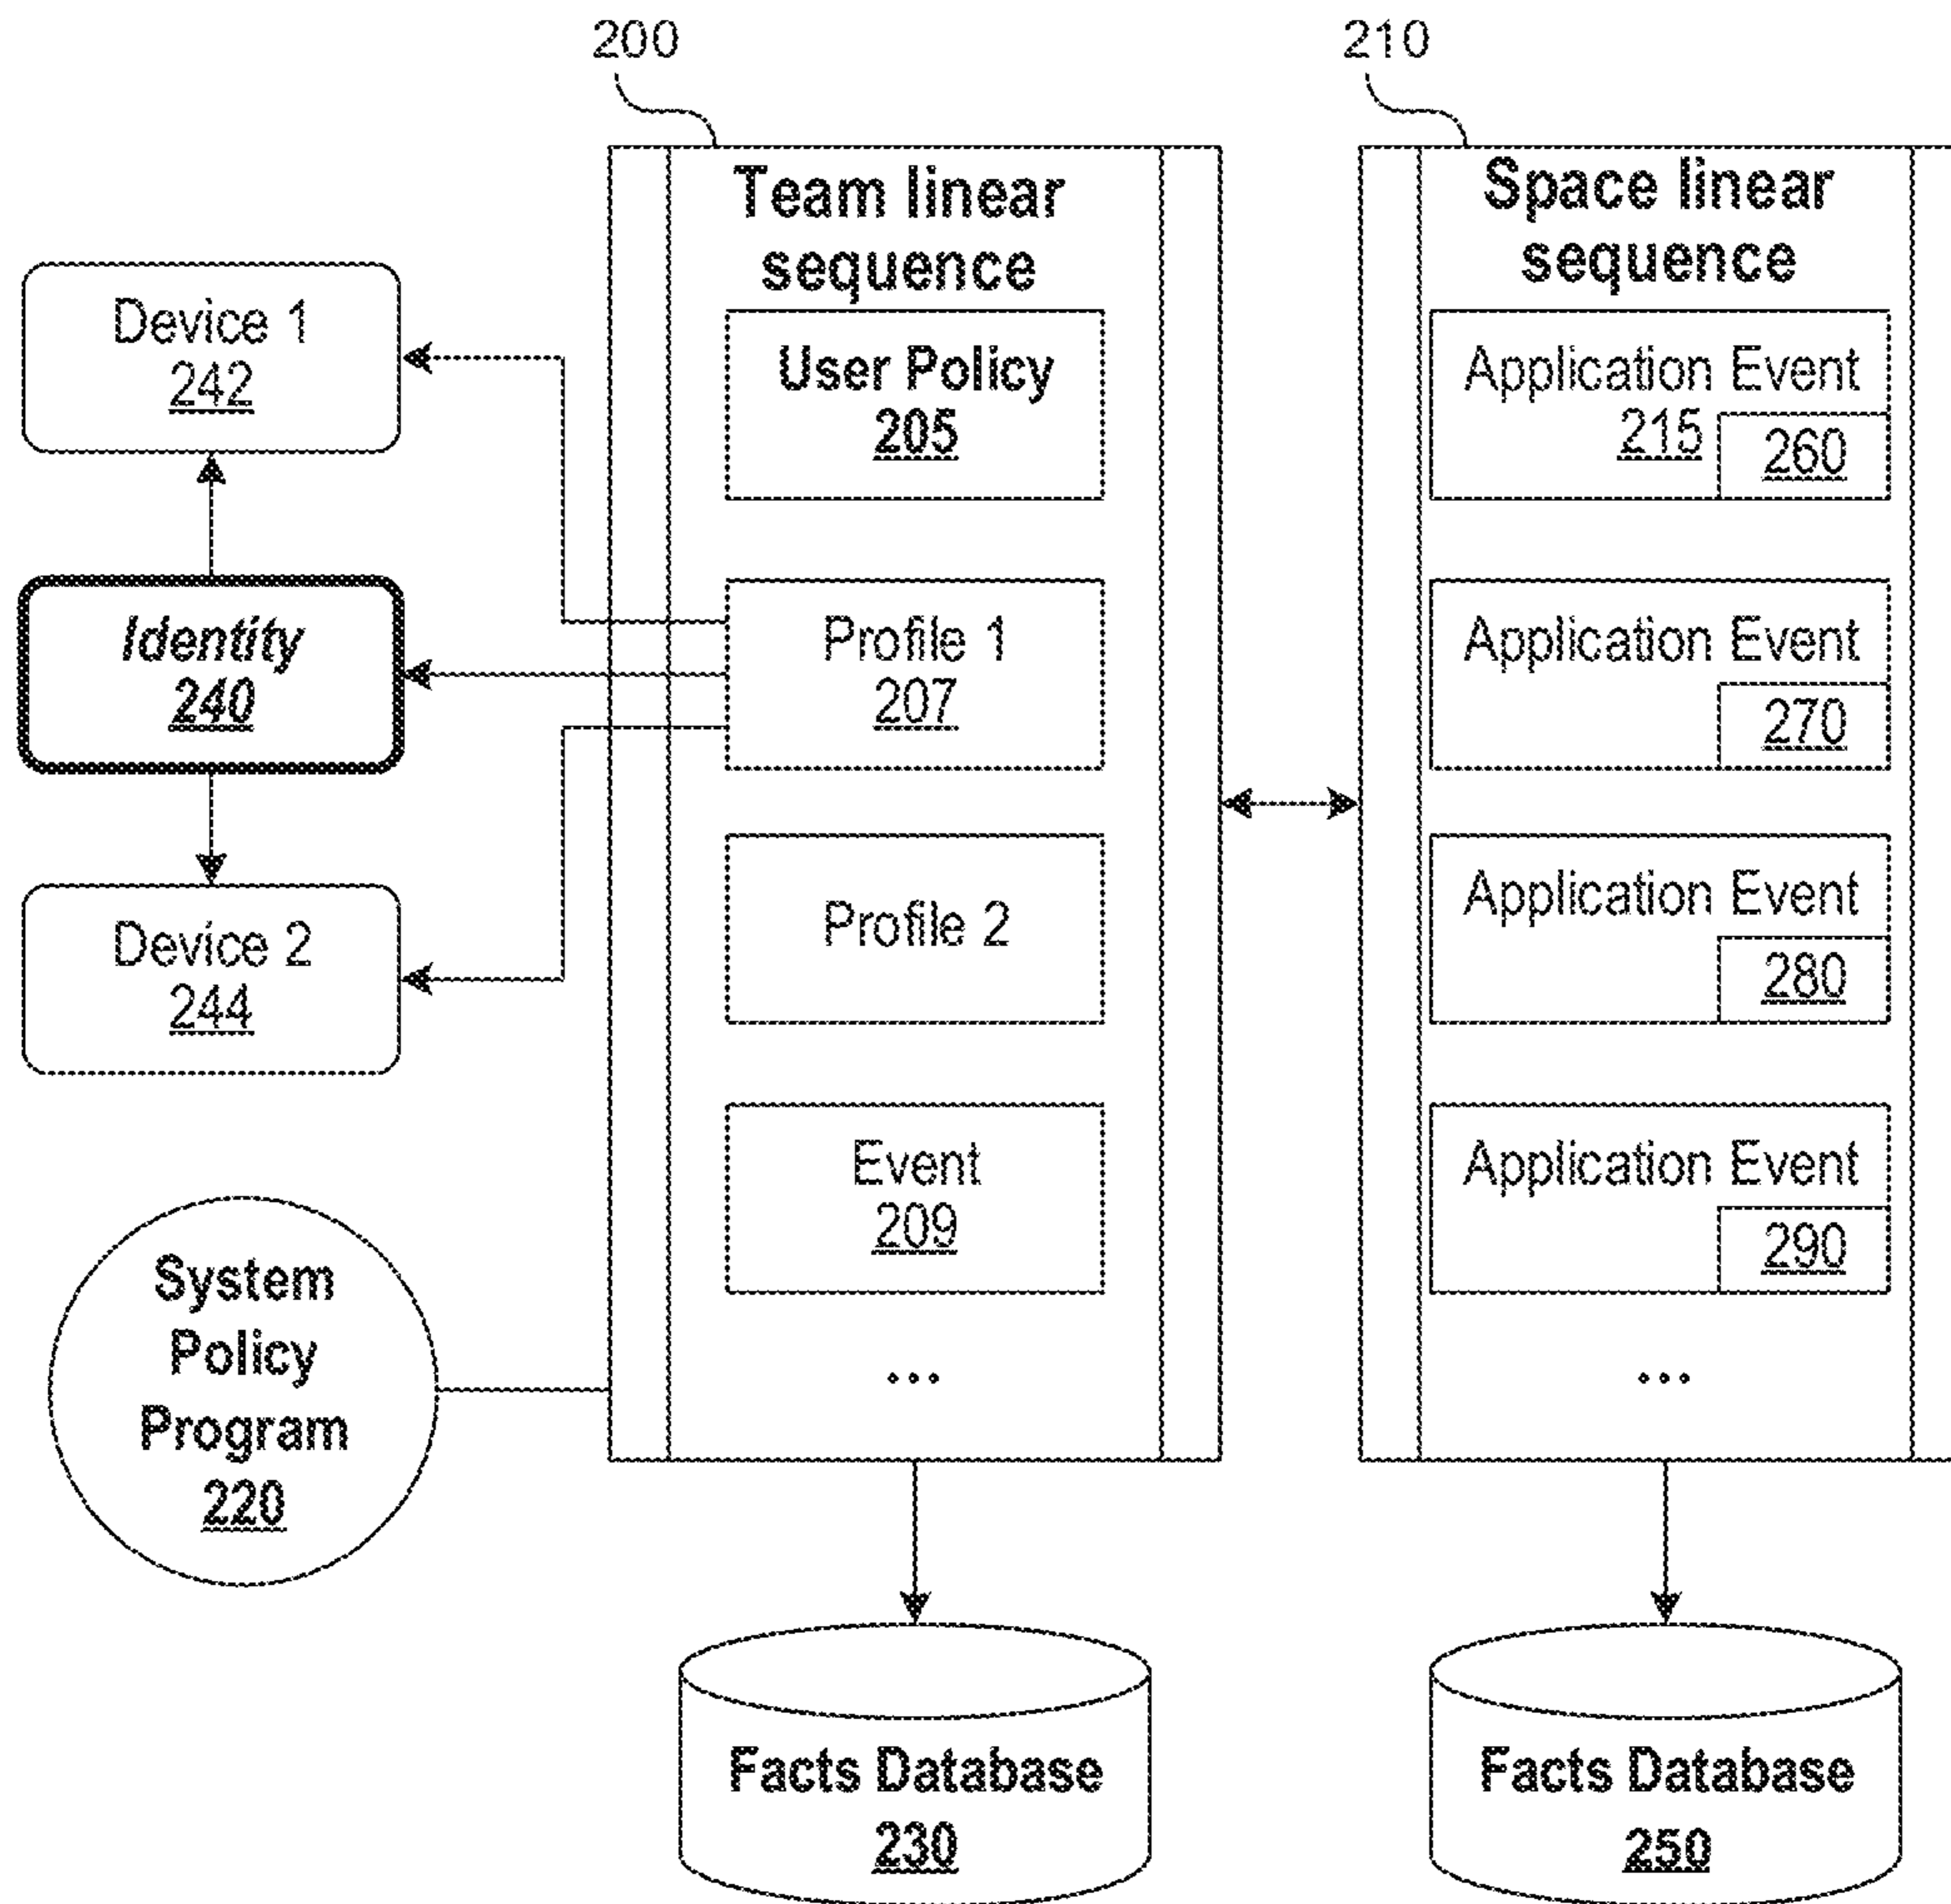 200
210
Team linear
sequence
Space linear
sequence
Device 1
242
User Policy
205
Application Event
215
260
Identity
240
Profile 1
207
Application Event
270
Device 2
244
Profile 2
Application Event
280
Event
209
Application Event
290
System
Policy
Program
220
...
...
Facts Database
230
Facts Database
250